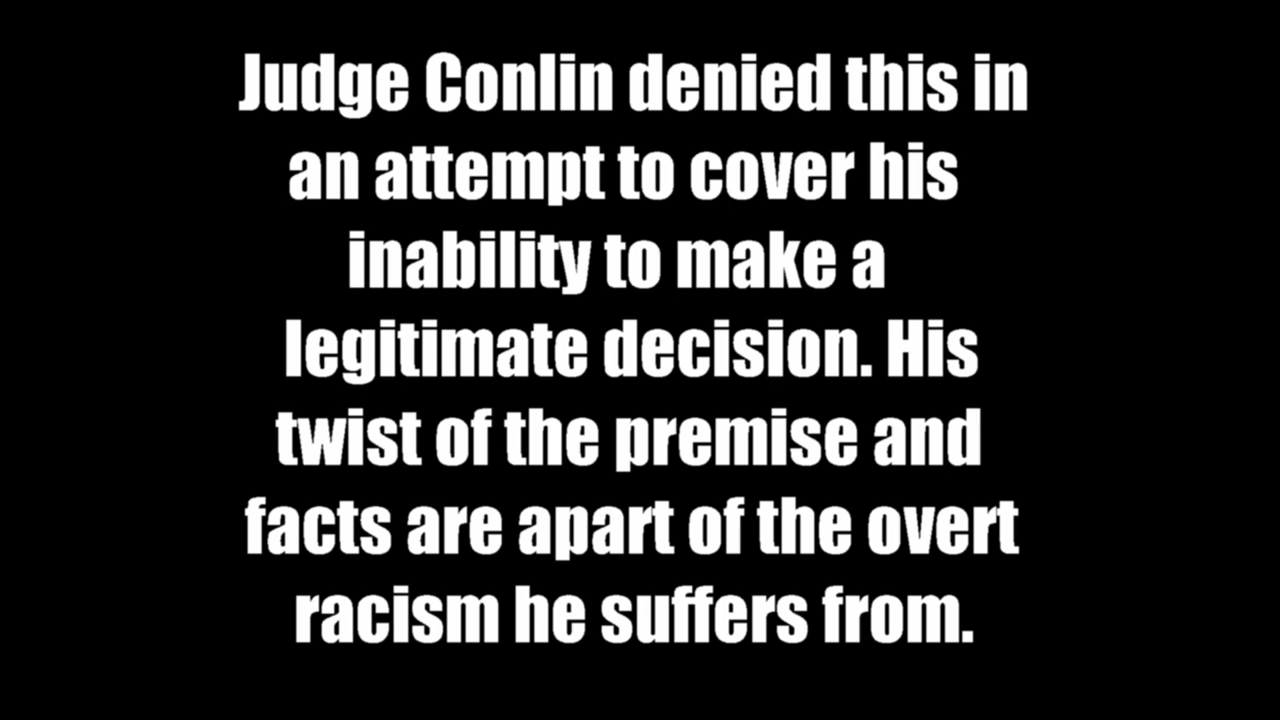 Judge Conlin denied this in
an attempt to cover his
inability to make a
legitimate decision. His
twist of the premise and
facts are apart of the overt
racism he suffers from.